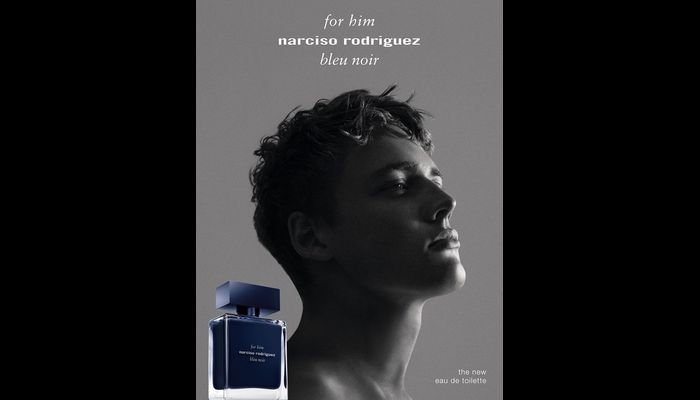 for him
narciso rodriguez
bleu noir
for him
narciso rodriguez
bleu noir
the new
eau de toilette